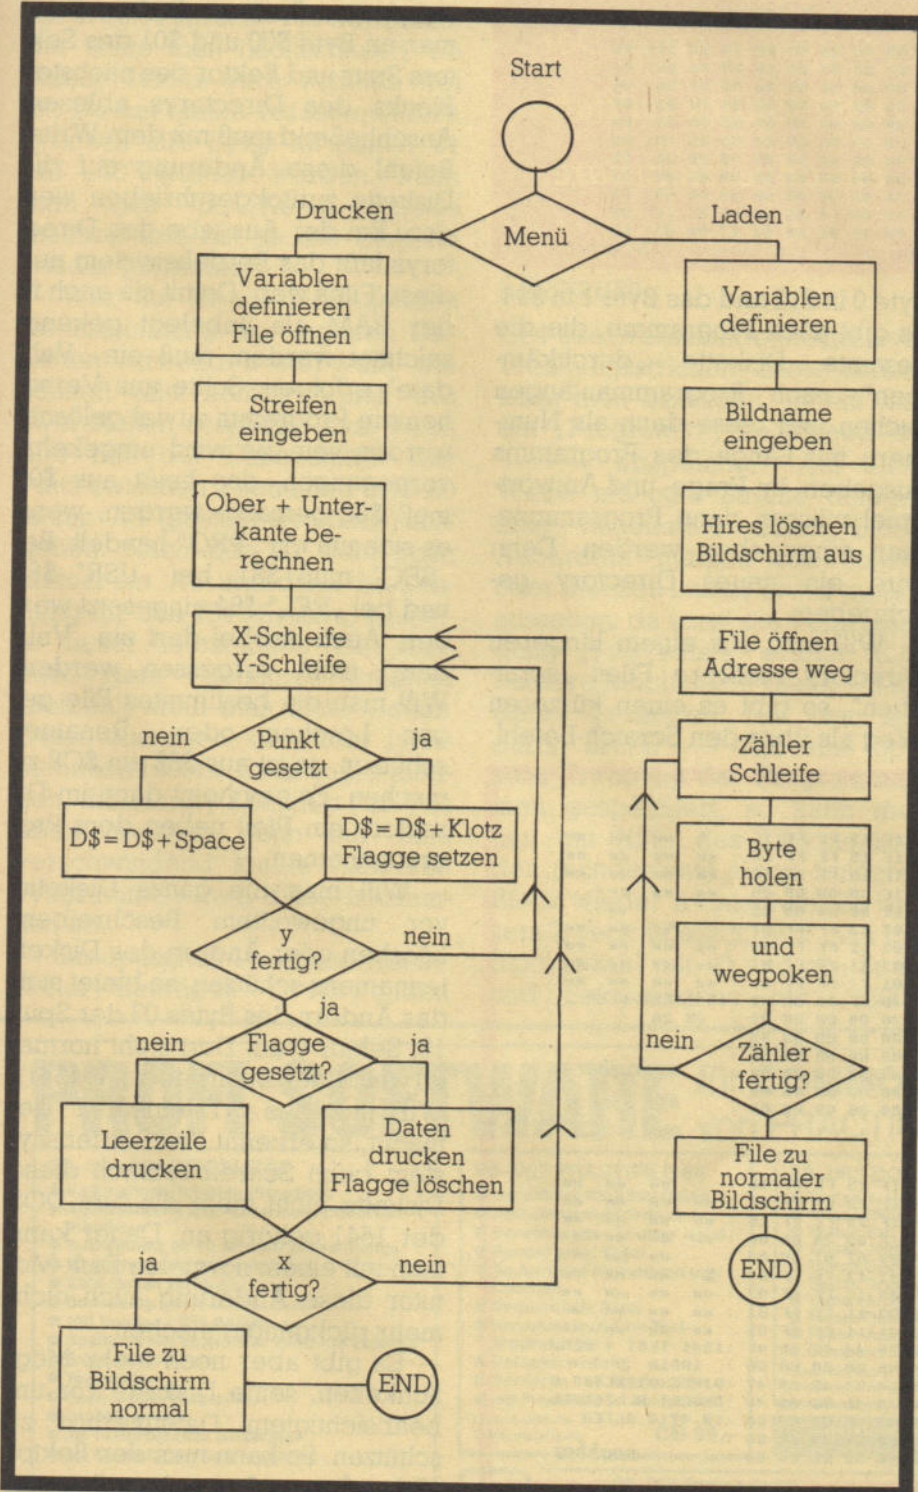 Start
Menü
Drucken
Laden
Variablen
definieren
File öffnen
Streifen
eingeben
Ober + Unter-
kante be-
rechnen
X-Schleife
Y-Schleife
nein
Punkt
gesetzt
ja
D$=D$+Space
D$=D$+Klotz
Flagge setzen
y
fertig?
nein
ja
nein
Flagge
gesetzt?
ja
Leerzeile
drucken
Daten
drucken
Flagge löschen
ja
x
fertig?
nein
File zu
Bildschirm
normal
END
Variablen
definieren
Bildname
eingeben
Hires löschen
Bildschirm aus
File öffnen
Adresse weg
Zähler
Schleife
Byte
holen
und
wegpoken
nein
Zähler
fertig?
File zu
normaler
Bildschirm
END